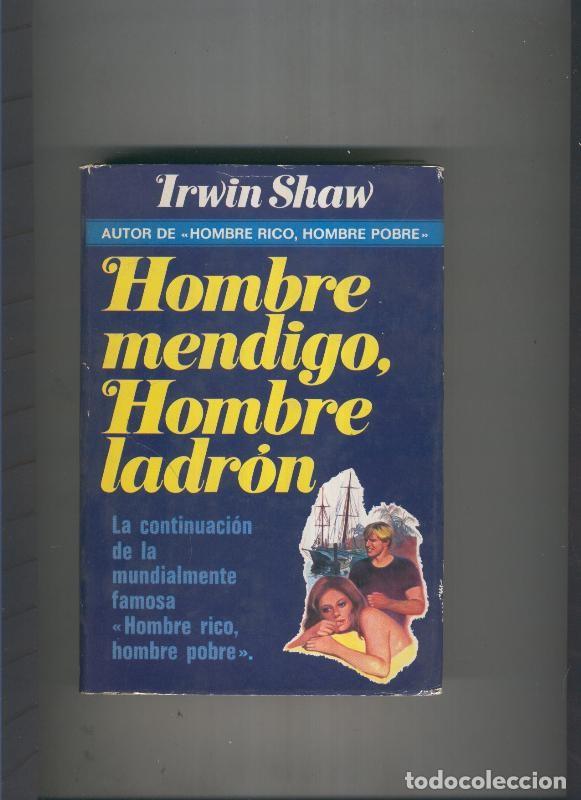 Irwin Shaw
AUTOR DE «HOMBRE RICO, HOMBRE POBRE»
Hombre
mendigo,
Hombre
ladrón
La continuación
de la
mundialmente
famosa
«Hombre rico,
hombre pobre».
todocoleccion